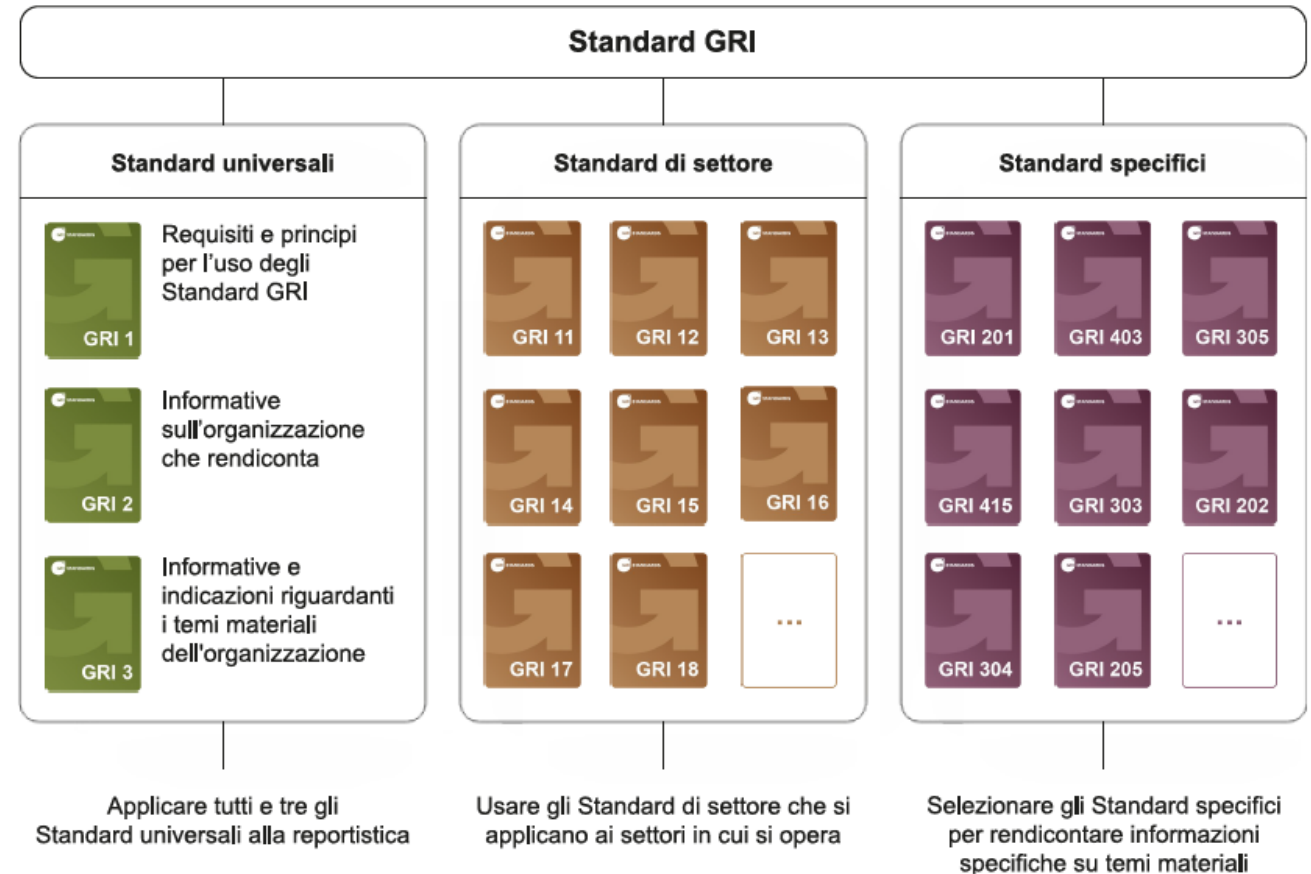 Standard GRI
Standard universali
GRI 1
Requisiti e principi
per l'uso degli
Standard GRI
GRI 2
Informative
sull'organizzazione
che rendiconta
GRI 3
Informative e
indicazioni riguardanti
i temi materiali
dell'organizzazione
Applicare tutti e tre gli
Standard universali alla reportistica
Standard di settore
GRI 11
GRI 12
GRI 13
GRI 14
GRI 15
GRI 16
GRI 17
GRI 18
...
Usare gli Standard di settore che si
applicano ai settori in cui si opera
Standard specifici
GRI 201
GRI 403
GRI 305
GRI 415
GRI 303
GRI 202
GRI 304
GRI 205
...
Selezionare gli Standard specifici
per rendicontare informazioni
specifiche su temi materiali